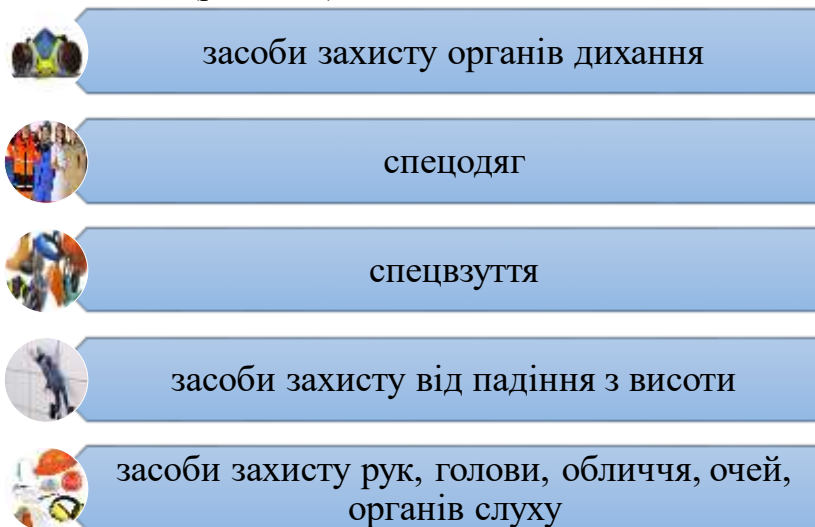 засоби захисту органів дихання
спецодяг
спецвзуття
засоби захисту від падіння з висоти
засоби захисту рук, голови, обличчя, очей,
органів слуху